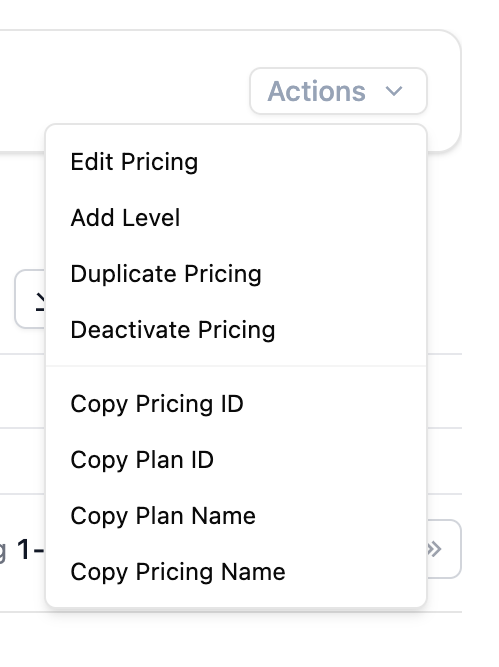 Actions
Edit Pricing
Add Level
Duplicate Pricing
Deactivate Pricing
Copy Pricing ID
Copy Plan ID
Copy Plan Name
Copy Pricing Name
g 1-